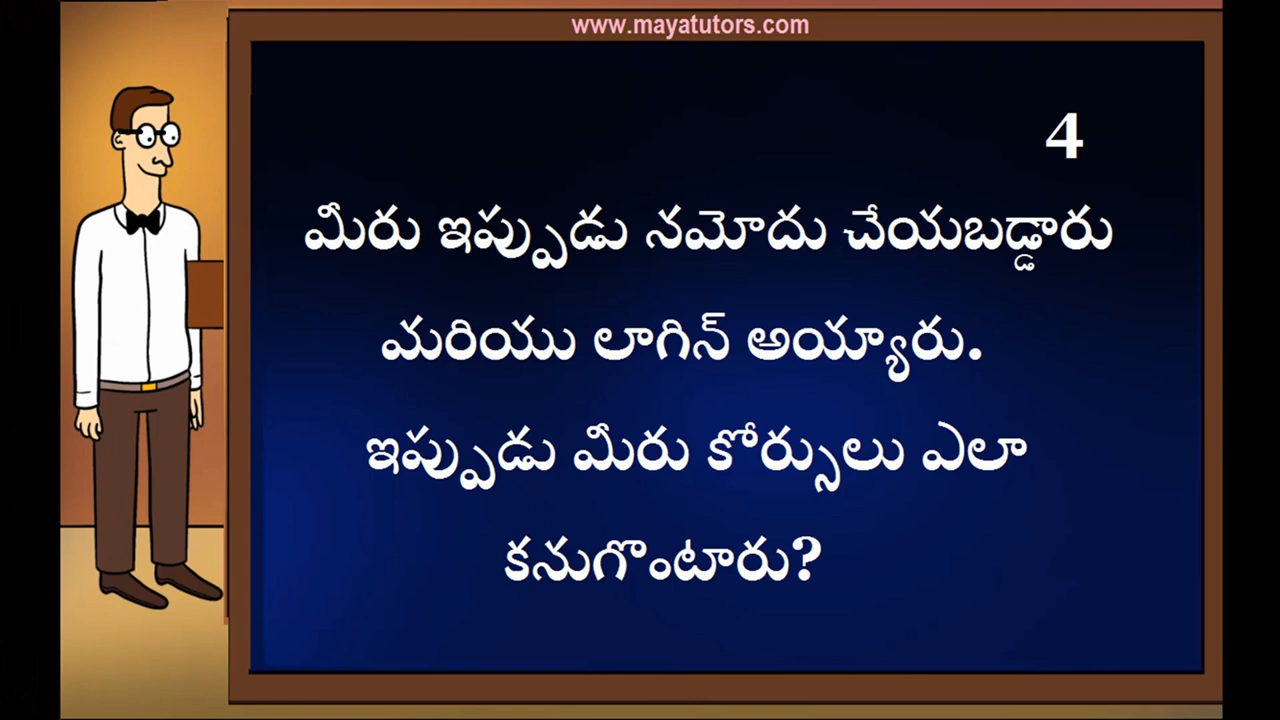 www.mayatutors.com
4
మీరు ఇప్పుడు నమోదు చేయబడ్డారు
మరియు లాగిన్ అయ్యారు.
ఇప్పుడు మీరు కోర్సులు ఎలా
కనుగొంటారు?